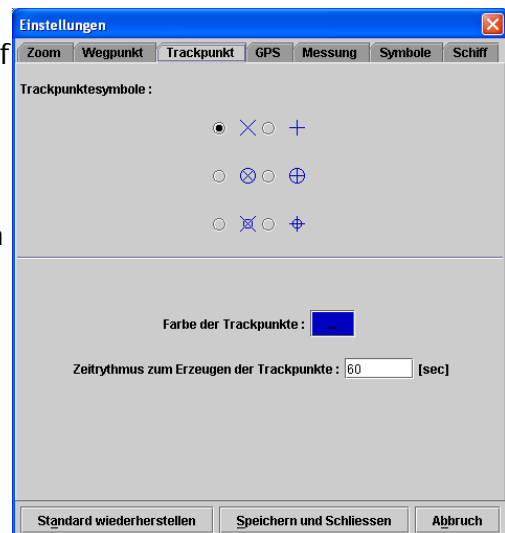 Einstellungen
f
Zoom Wegpunkt Trackpunkt GPS Messung Symbole Schiff
Trackpunktesymbole :
Farbe der Trackpunkte : ...
Zeitrythmus zum Erzeugen der Trackpunkte : 60 [sec]
Standard wiederherstellen Speichern und Schliessen Abbruch